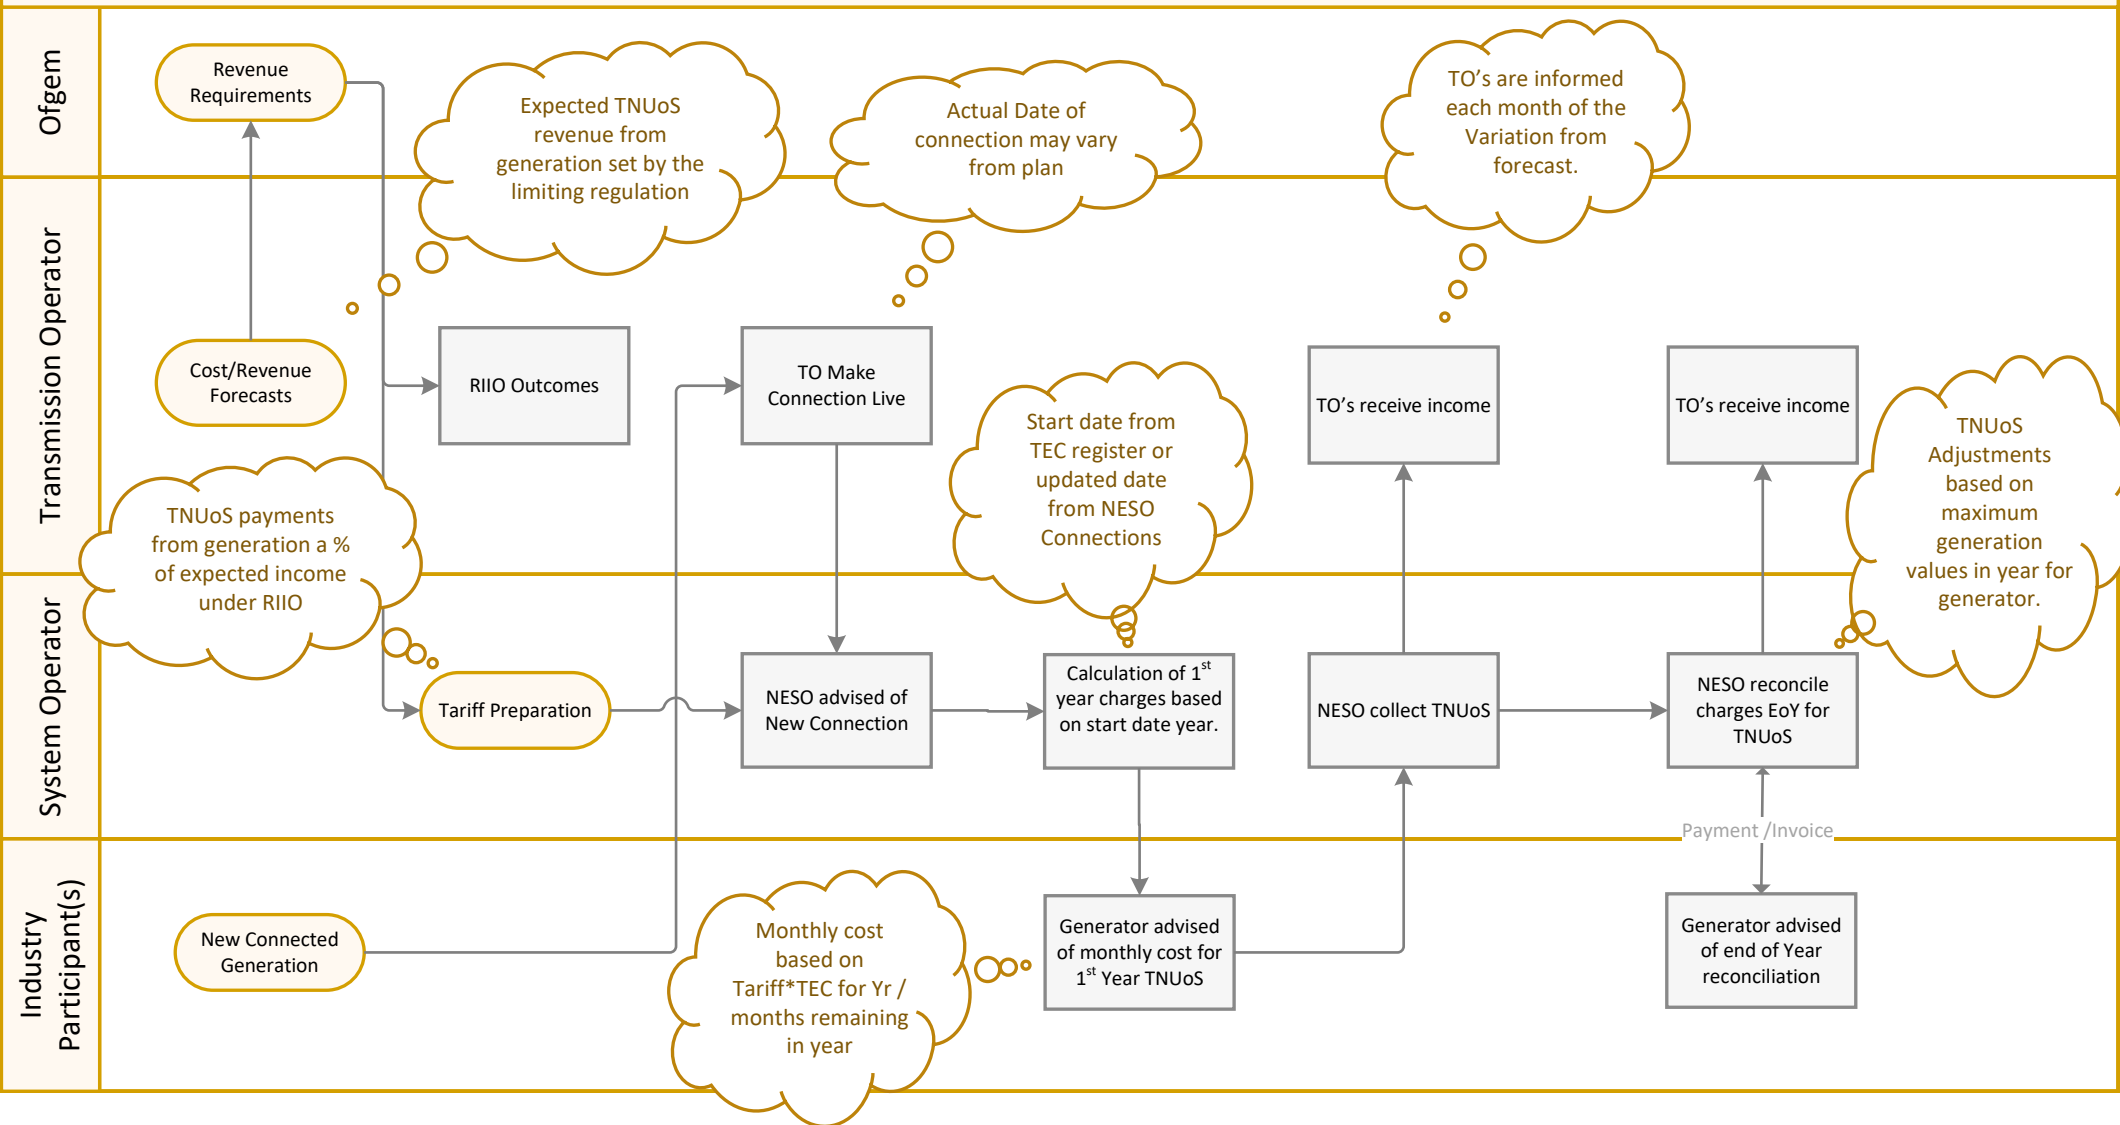 Ofgem
Revenue
Requirements
Expected TNUoS
revenue from
generation set by the
limiting regulation
Actual Date of
connection may vary
from plan
TO's are informed
each month of the
Variation from
forecast.
Transmission Operator
Cost/Revenue
Forecasts
RIIO Outcomes
TO Make
Connection Live
Start date from
TEC register or
updated date
from NESO
Connections
TO's receive income
TO's receive income
TNUoS
Adjustments
based on
maximum
generation
values in year for
generator.
TNUoS payments
from generation a %
of expected income
under RIIO
System Operator
Tariff Preparation
NESO advised of
New Connection
Calculation of 1st
year charges based
on start date year.
NESO collect TNUoS
NESO reconcile
charges EoY for
TNUoS
Payment /Invoice
Industry
Participant(s)
New Connected
Generation
Monthly cost
based on
Tariff*TEC for Yr /
months remaining
in year
Generator advised
of monthly cost for
1st Year TNUoS
Generator advised
of end of Year
reconciliation